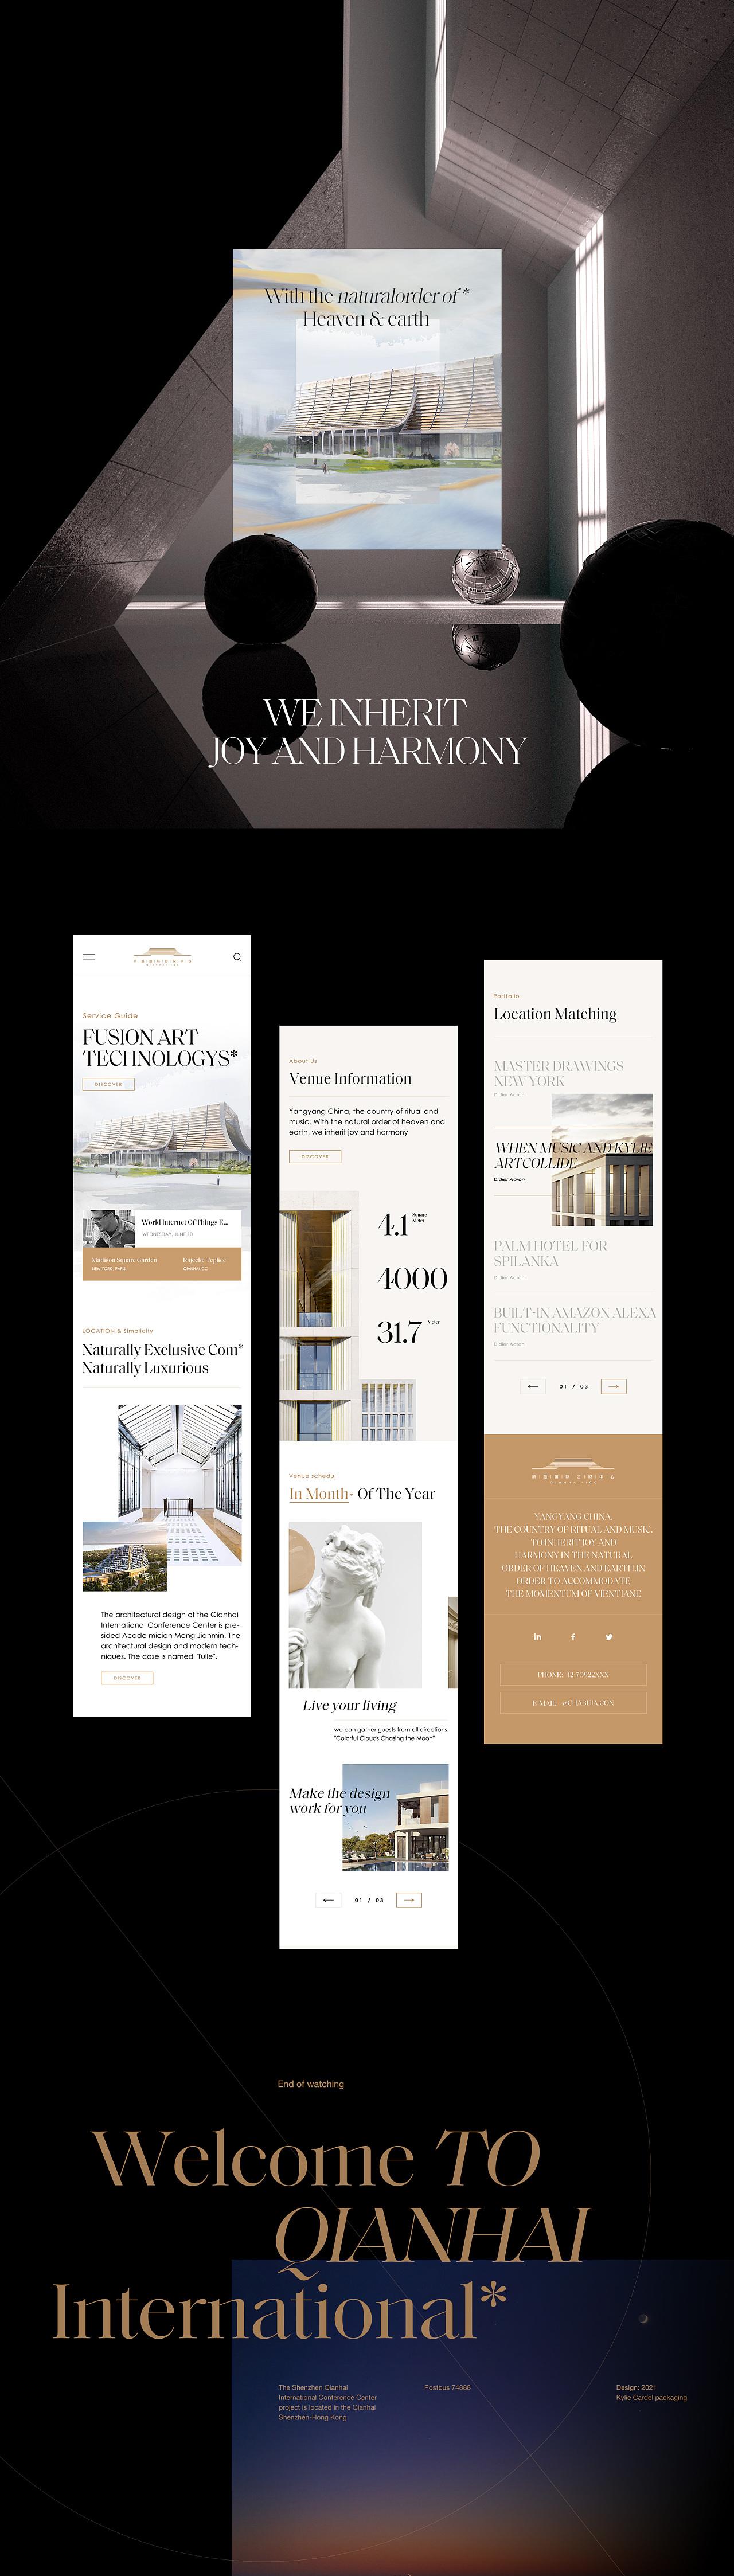 With the naturalorder of *
Heaven & earth
WE INHERIT
JOY AND HARMONY
Service Guide
FUSION ART
TECHNOLOGYS*
DISCOVER
World Internet Of Things E...
WEDNESDAY, JUNE 10
Madison Square Garden
NEW YORK , PARIS
Rajecke Teplice
QIANHAI ICC
LOCATION & Simplicity
Naturally Exclusive Com*
Naturally Luxurious
The architectural design of the Qianhai
International Conference Center is pre-
sided Acade mician Meng Jianmin. The
architectural design and modern tech-
niques. The case is named "Tulle".
DISCOVER
About Us
Venue Information
Yangyang China, the country of ritual and
music. With the natural order of heaven and
earth, we inherit joy and harmony
DISCOVER
4.1 Square
Meter
4000
31.7 Meter
Venue schedul
In Month- Of The Year
Live your living
we can gather guests from all directions.
"Colorful Clouds Chasing the Moon"
Make the design
work for you
01 / 03
Portfolio
Location Matching
MASTER DRAWINGS
NEW YORK
Didier Aaron
WHEN MUSIC AND KYLIE
ARTCOLLIDE
Didier Aaron
PALM HOTEL FOR
SPILANKA
Didier Aaron
BUILT-IN AMAZON ALEXA
FUNCTIONALITY
Didier Aaron
01 / 03
YANGYANG CHINA,
THE COUNTRY OF RITUAL AND MUSIC.
TO INHERIT JOY AND
HARMONY IN THE NATURAL
ORDER OF HEAVEN AND EARTH.IN
ORDER TO ACCOMMODATE
THE MOMENTUM OF VIENTIANE
in f
PHONE: 12-70922XXX
E-MAIL: @CHABUJA.CON
End of watching
Welcome TO
QIANHAI
International*
The Shenzhen Qianhai
International Conference Center
project is located in the Qianhai
Shenzhen-Hong Kong
Postbus 74888
Design: 2021
Kylie Cardel packaging